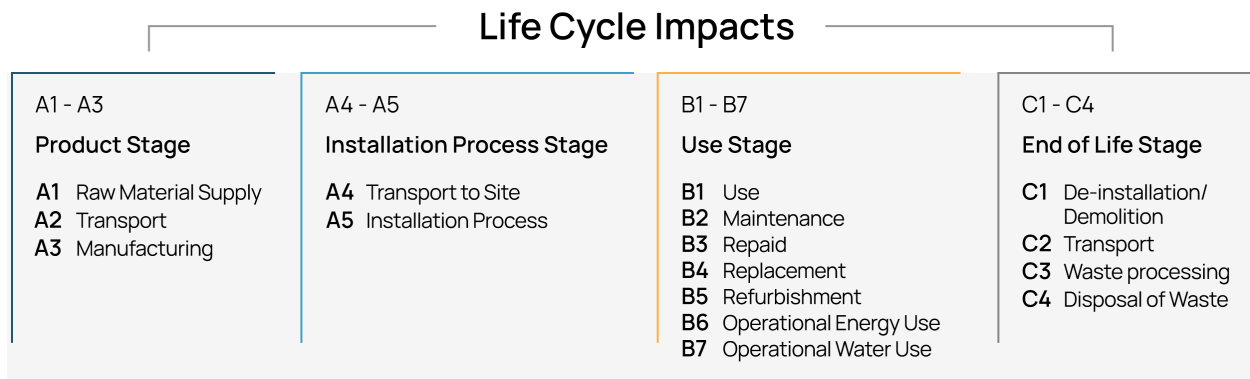 Life Cycle Impacts
A1 - A3
Product Stage
A1 Raw Material Supply
A2 Transport
A3 Manufacturing
A4 - A5
Installation Process Stage
A4 Transport to Site
A5 Installation Process
B1 - B7
Use Stage
B1 Use
B2 Maintenance
B3 Repaid
B4 Replacement
B5 Refurbishment
B6 Operational Energy Use
B7 Operational Water Use
C1 - C4
End of Life Stage
C1 De-installation/
Demolition
C2 Transport
C3 Waste processing
C4 Disposal of Waste